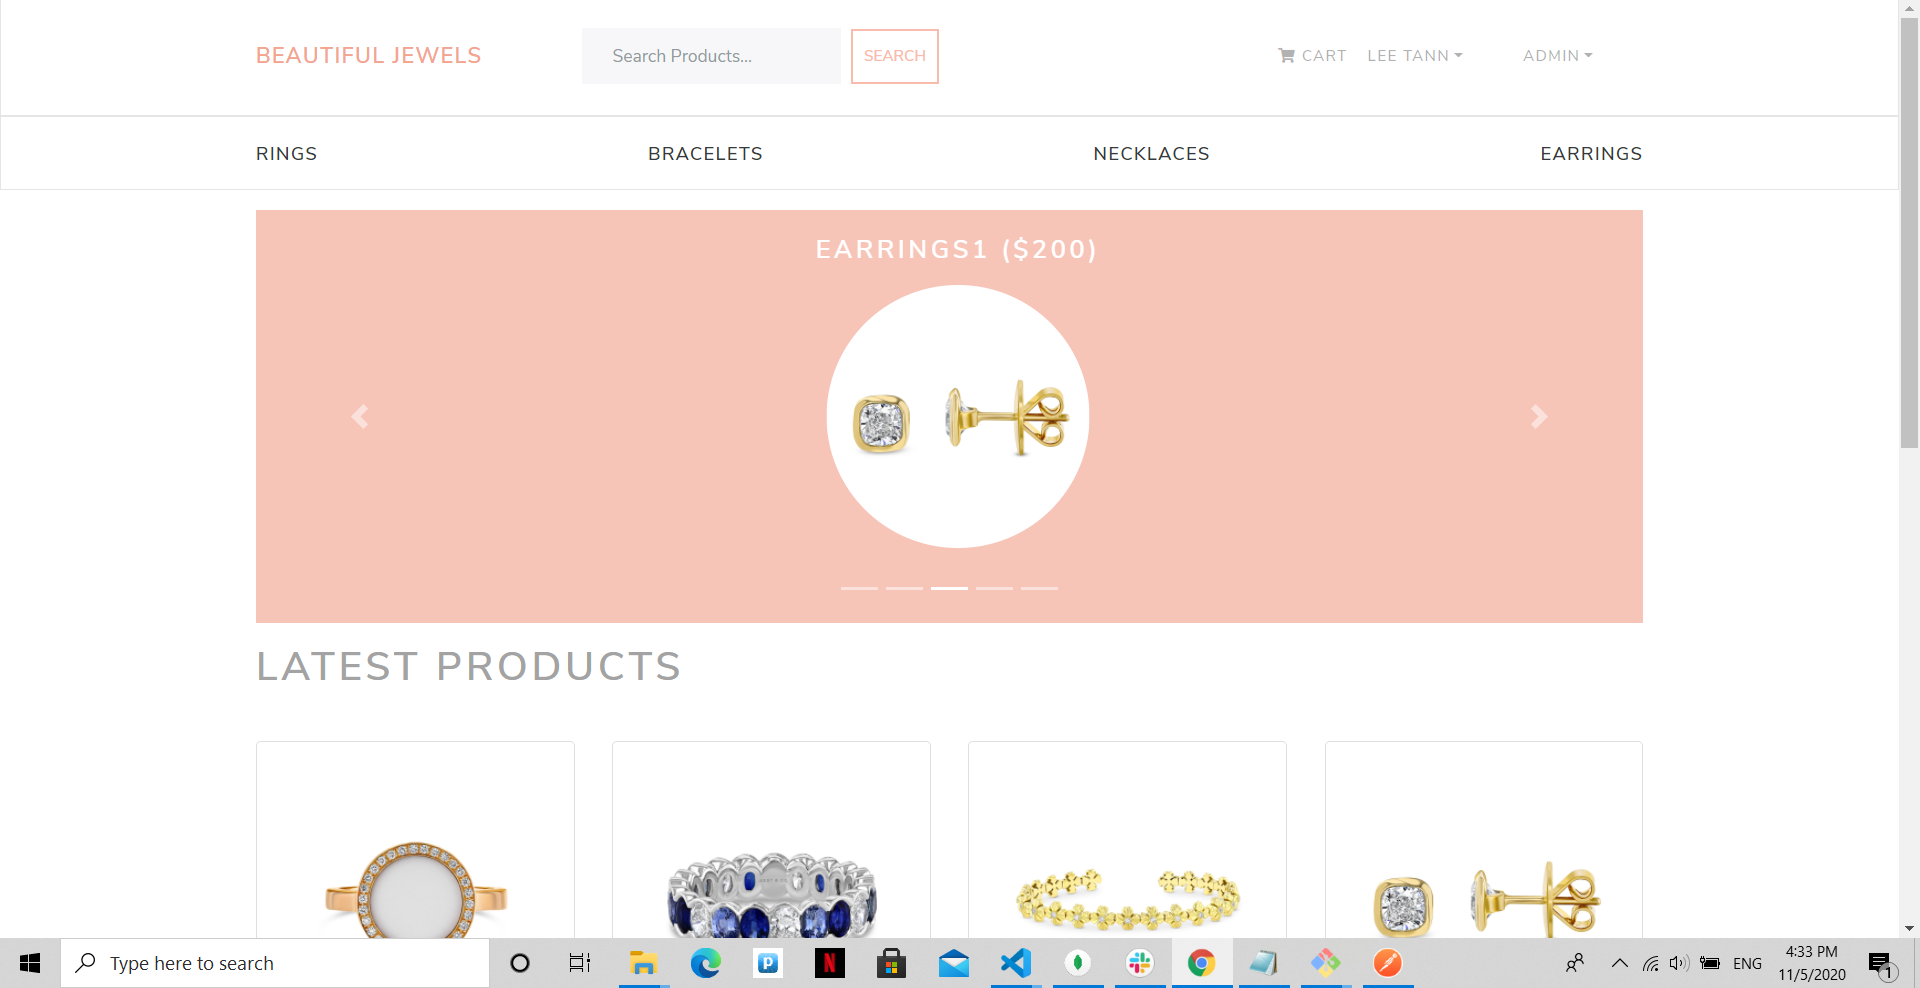 BEAUTIFUL JEWELS
Search Products...
SEARCH
CART
LEE TANN
ADMIN
RINGS
BRACELETS
NECKLACES
EARRINGS
EARRINGS1 ($200)
LATEST PRODUCTS
Type here to search
ENG
4:33 PM
11/5/2020
1